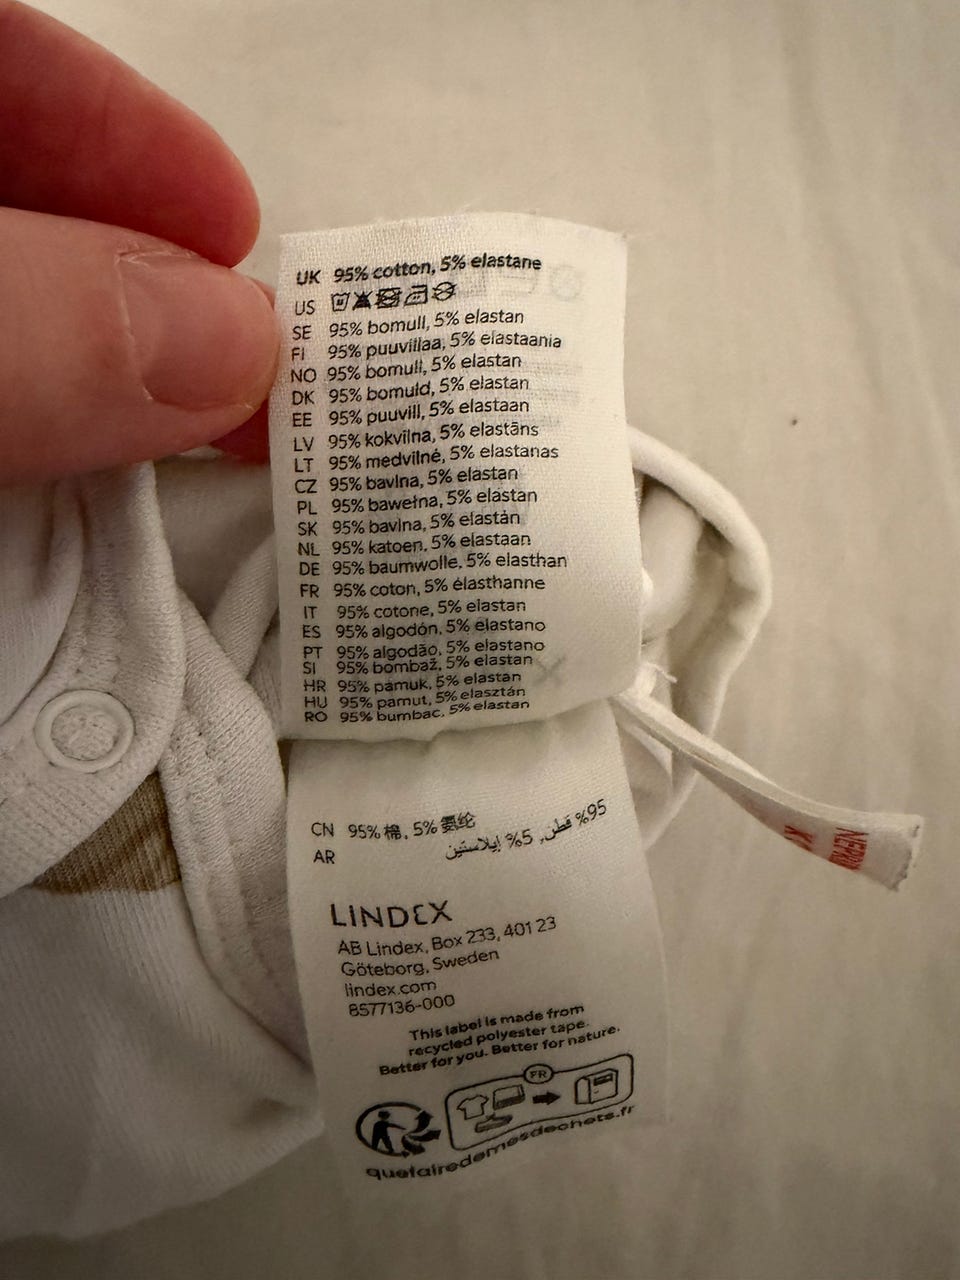 UK 95% cotton, 5% elastane
US
SE 95% bomull, 5% elastan
FI 95% puuvillaa, 5% elastaania
NO 95% bomull, 5% elastan
DK 95% bomuld, 5% elastan
EE 95% puuvill, 5% elastaan
LV 95% kokvilna, 5% elastāns
LT 95% medvilnė, 5% elastanas
CZ 95% bavlna, 5% elastan
PL 95% bawełna, 5% elastan
SK 95% bavlna, 5% elastán
NL 95% katoen, 5% elastaan
DE 95% baumwolle, 5% elasthan
FR 95% coton, 5% élasthanne
IT 95% cotone, 5% elastan
ES 95% algodón, 5% elastano
PT 95% algodão, 5% elastano
SI 95% bombaž, 5% elastan
HR 95% pamuk, 5% elastan
HU 95% pamut, 5% elasztán
RO 95% bumbac, 5% elastan
CN 95% 棉, 5% 氨纶
AR 95% قطن, 5% إيلاستين
LINDEX
AB Lindex, Box 233, 401 23
Göteborg, Sweden
lindex.com
8577136-000
This label is made from
recycled polyester tape.
Better for you. Better for nature.
FR
quefairedemesdechets.fr